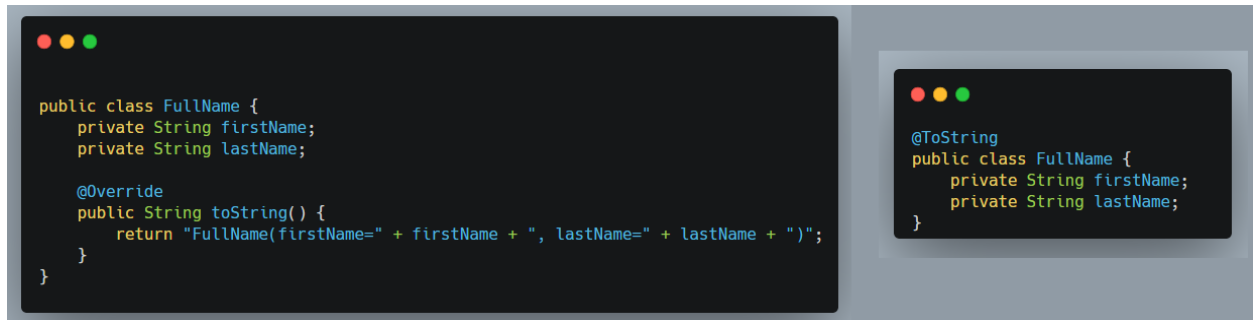 public class FullName {
    private String firstName;
    private String lastName;
    @Override
    public String toString() {
        return "FullName(firstName=" + firstName + ", lastName=" + lastName + ")";
    }
}
@ToString
public class FullName {
    private String firstName;
    private String lastName;
}